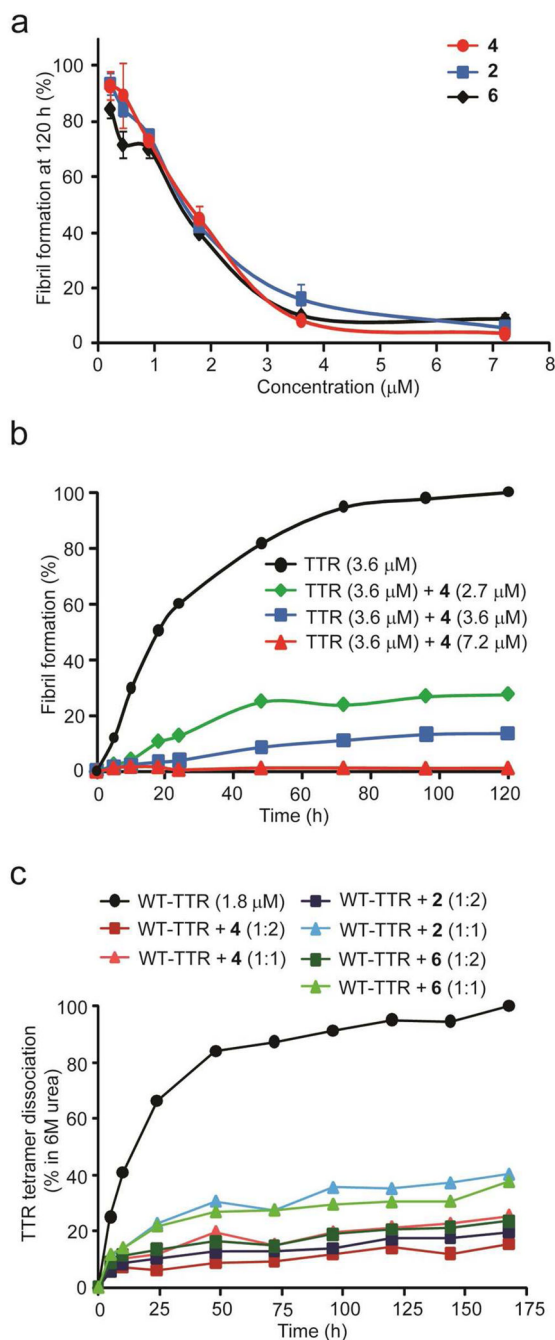 a
4
2
6
Fibril formation at 120 h (%)
100
80
60
40
20
0
0 1 2 3 4 5 6 7 8
Concentration (μM)
b
Fibril formation (%)
100
80
60
40
20
0
TTR (3.6 μM)
TTR (3.6 μM) + 4 (2.7 μM)
TTR (3.6 μM) + 4 (3.6 μM)
TTR (3.6 μM) + 4 (7.2 μM)
0 20 40 60 80 100 120
Time (h)
c
WT-TTR (1.8 μM) WT-TTR + 2 (1:2)
WT-TTR + 4 (1:2) WT-TTR + 2 (1:1)
WT-TTR + 4 (1:1) WT-TTR + 6 (1:2)
WT-TTR + 6 (1:1)
TTR tetramer dissociation
(% in 6M urea)
100
80
60
40
20
0
0 25 50 75 100 125 150 175
Time (h)